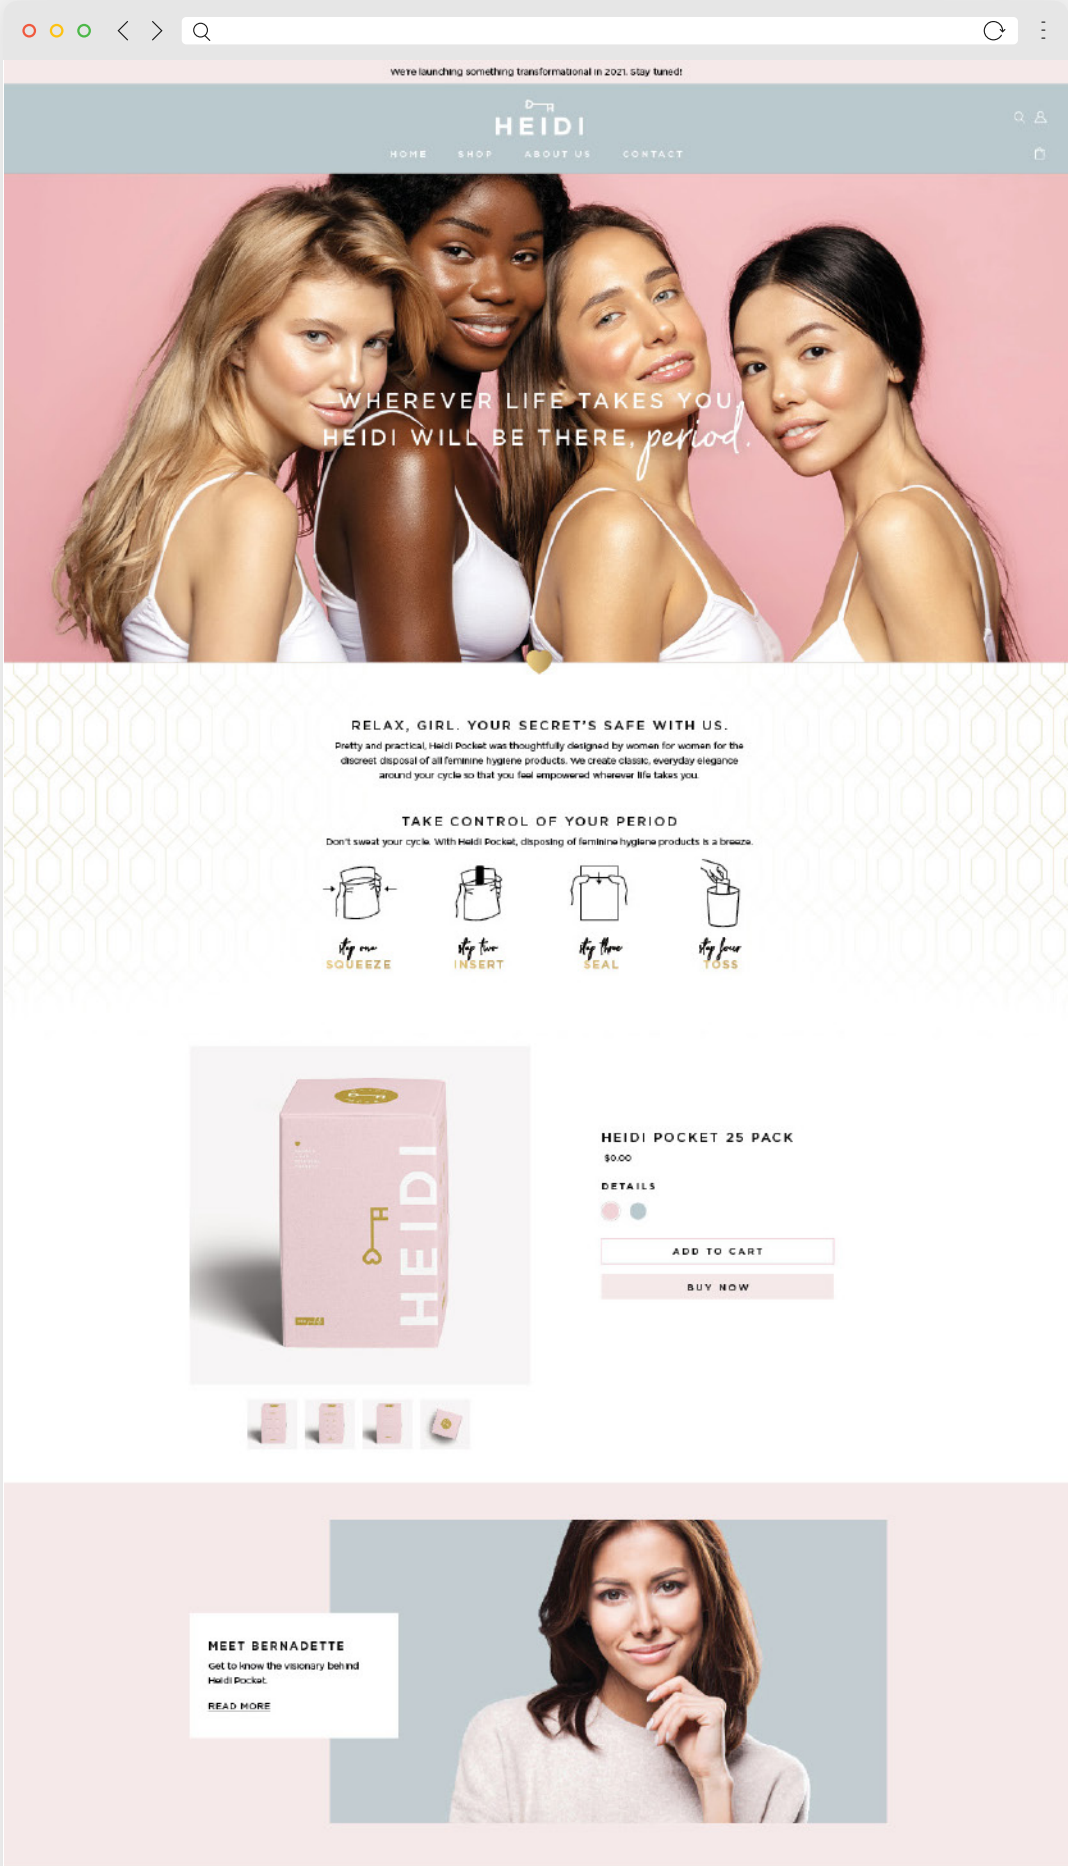 We're launching something transformational in 2021. Stay tuned!
HEIDI
HOME SHOP ABOUT US CONTACT
WHEREVER LIFE TAKES YOU,
HEIDI WILL BE THERE, period.
RELAX, GIRL. YOUR SECRET'S SAFE WITH US.
Pretty and practical, Heidi Pocket was thoughtfully designed by women for women for the
discreet disposal of all feminine hygiene products. We create classic, everyday elegance
around your cycle so that you feel empowered wherever life takes you.
TAKE CONTROL OF YOUR PERIOD
Don't sweat your cycle. With Heidi Pocket, disposing of feminine hygiene products is a breeze.
step one step two step three step four
SQUEEZE INSERT SEAL TOSS
HEIDI
HEIDI POCKET 25 PACK
$0.00
DETAILS
ADD TO CART
BUY NOW
MEET BERNADETTE
Get to know the visionary behind
Heidi Pocket.
READ MORE